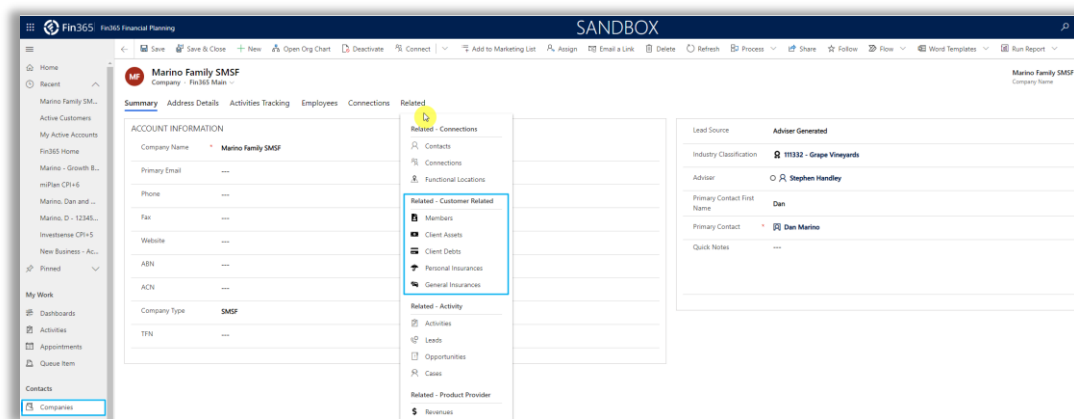 Fin365 Fin365 Financial Planning SANDBOX
Save Save & Close New Open Org Chart Deactivate Connect Add to Marketing List Assign Email a Link Delete Refresh Process Share Follow Flow Word Templates Run Report
Home
Recent
Marino Family SM...
Active Customers
My Active Accounts
Fin365 Home
Marino - Growth B...
miPlan CPI+6
Marino, Dan and ...
Marino, D - 12345...
Investsense CPI+5
New Business - Ac...
Pinned
My Work
Dashboards
Activities
Appointments
Queue Item
Contacts
Companies
MF Marino Family SMSF
Company · Fin365 Main
Marino Family SMSF
Company Name
Summary Address Details Activities Tracking Employees Connections Related
ACCOUNT INFORMATION
Company Name * Marino Family SMSF
Primary Email ---
Phone ---
Fax ---
Website ---
ABN ---
ACN ---
Company Type SMSF
TFN ---
Related - Connections
Contacts
Connections
Functional Locations
Related - Customer Related
Members
Client Assets
Client Debts
Personal Insurances
General Insurances
Related - Activity
Activities
Leads
Opportunities
Cases
Related - Product Provider
$ Revenues
Lead Source Adviser Generated
Industry Classification 111332 - Grape Vineyards
Adviser Stephen Handley
Primary Contact First
Name Dan
Primary Contact * Dan Marino
Quick Notes ---